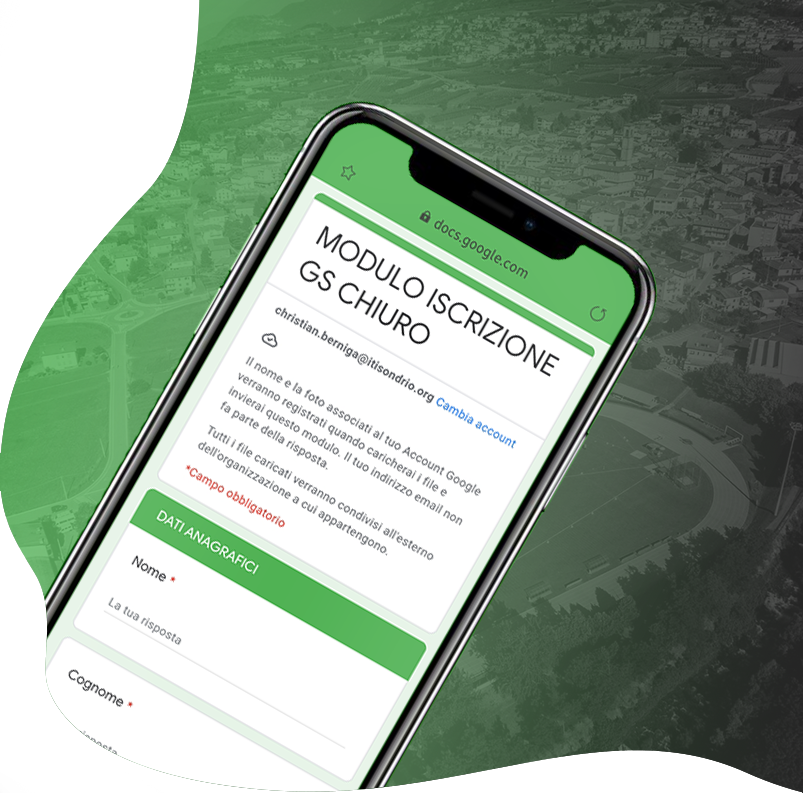 docs.google.com
MODULO ISCRIZIONE
GS CHIURO
christian.berniga@itisondrio.org Cambia account
Il nome e la foto associati al tuo Account Google
verranno registrati quando caricherai i file e
invierai questo modulo. Il tuo indirizzo email non
fa parte della risposta.
Tutti i file caricati verranno condivisi all'esterno
dell'organizzazione a cui appartengono.
*Campo obbligatorio
DATI ANAGRAFICI
Nome *
La tua risposta
Cognome *
risposta